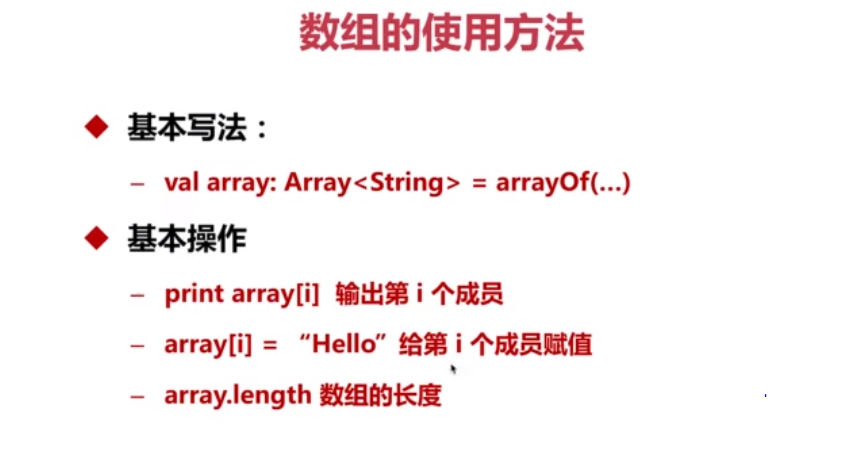 数组的使用方法
◆ 基本写法：
– val array: Array<String> = arrayOf(…)
◆ 基本操作
– print array[i] 输出第 i 个成员
– array[i] = “Hello”给第 i 个成员赋值
– array.length 数组的长度